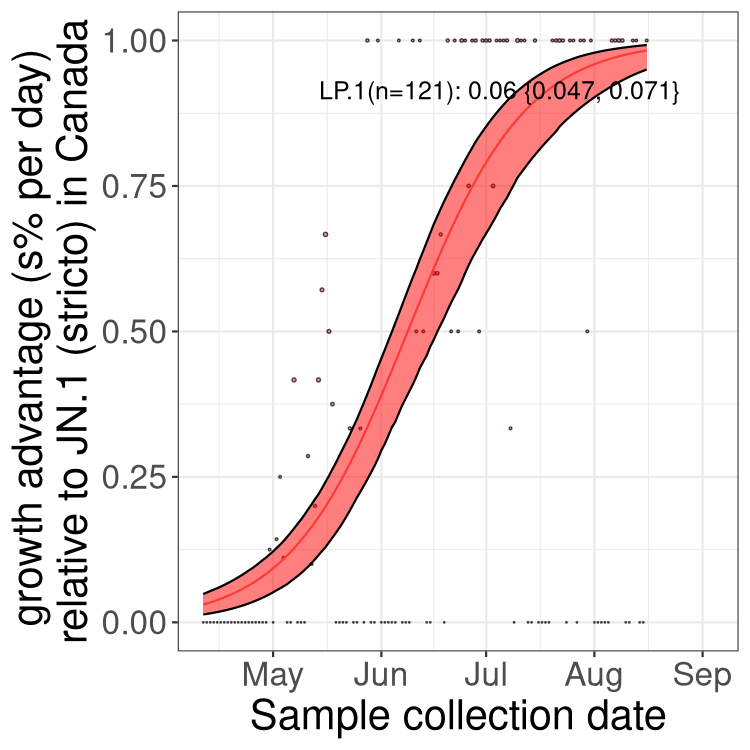 growth advantage (s% per day)
relative to JN.1 (stricto) in Canada
1.00
0.75
0.50
0.25
0.00
LP.1(n=121): 0.06 {0.047, 0.071}
May Jun Jul Aug Sep
Sample collection date